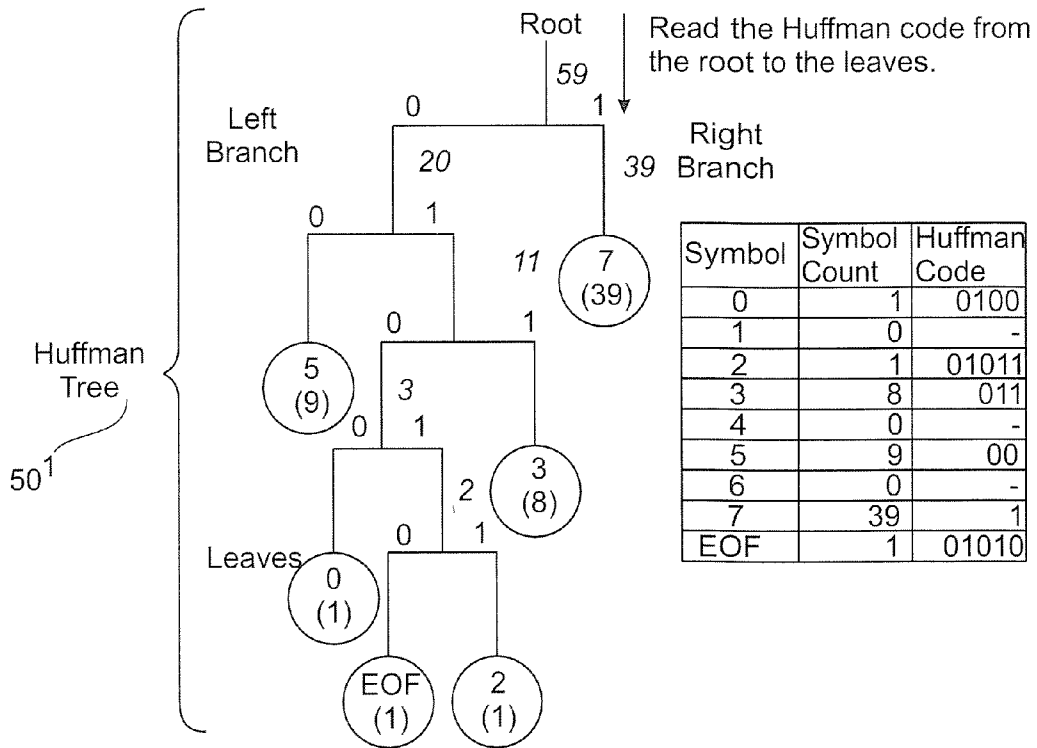 Root
Read the Huffman code from
the root to the leaves.
59
0 1
Left
Branch
Right
Branch
20
39
0 1
11
7
(39)
Symbol Symbol Count Huffman Code
0 1 0100
1 0 -
2 1 01011
3 8 011
4 0 -
5 9 00
6 0 -
7 39 1
EOF 1 01010
0 1
Huffman
Tree
5
(9)
3
0 1
50¹
3
(8)
2
0 1
Leaves
0
(1)
EOF
(1)
2
(1)